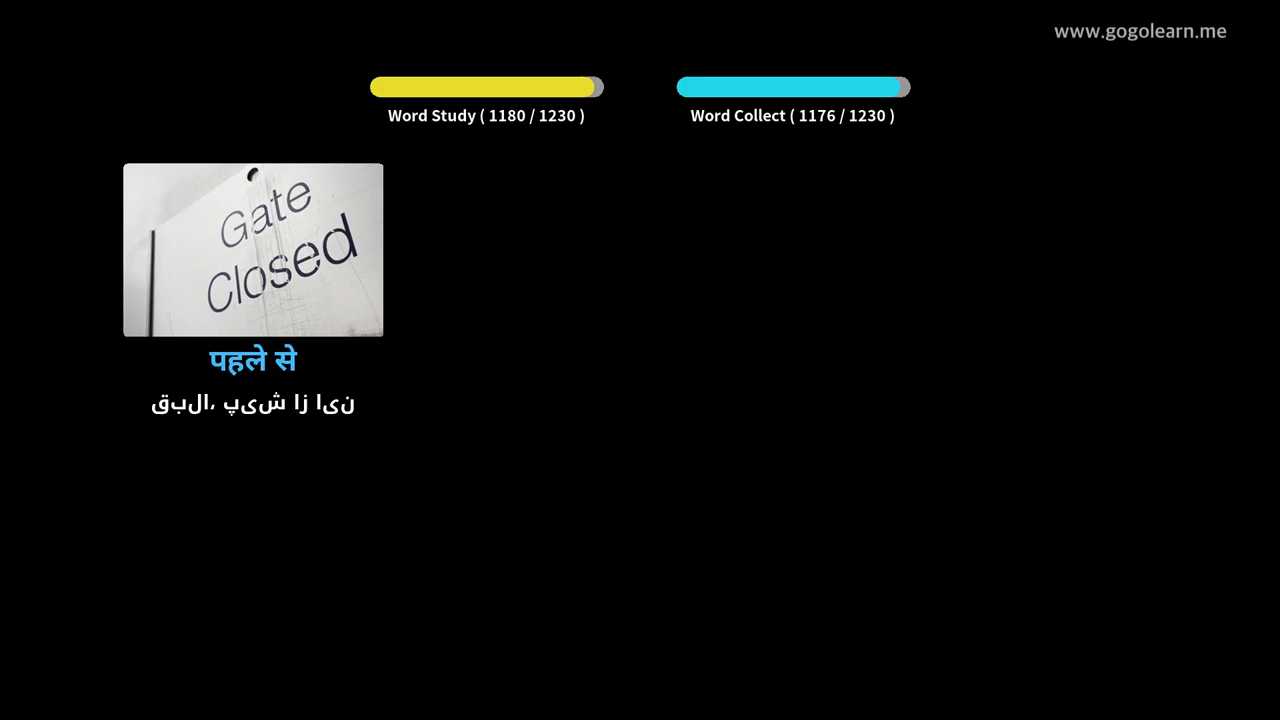 www.gogolearn.me
Word Study ( 1180 / 1230 )
Word Collect ( 1176 / 1230 )
Gate
Closed
पहले से
قبلا، پیش از این